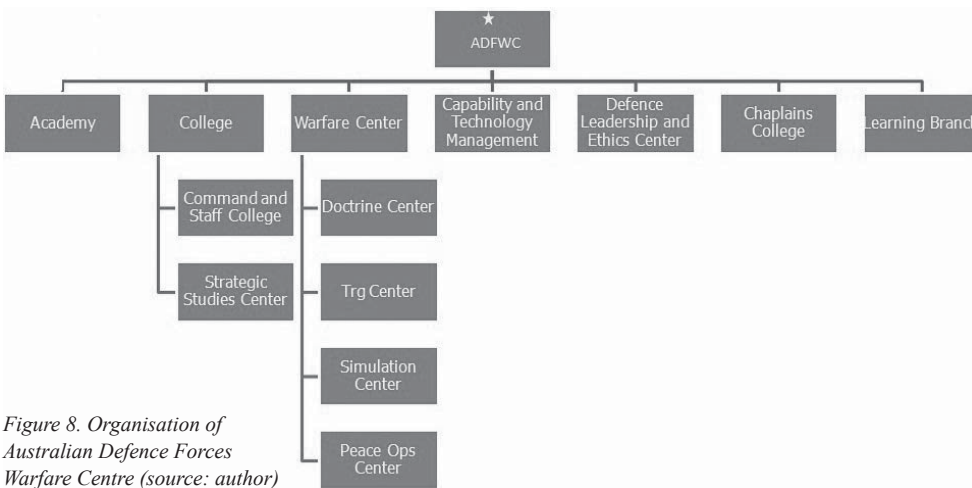 ADFWC
Academy
College
Warfare Center
Capability and
Technology
Management
Defence
Leadership and
Ethics Center
Chaplains
College
Learning Branch
Command and
Staff College
Strategic
Studies Center
Doctrine Center
Trg Center
Simulation
Center
Peace Ops
Center
Figure 8. Organisation of
Australian Defence Forces
Warfare Centre (source: author)